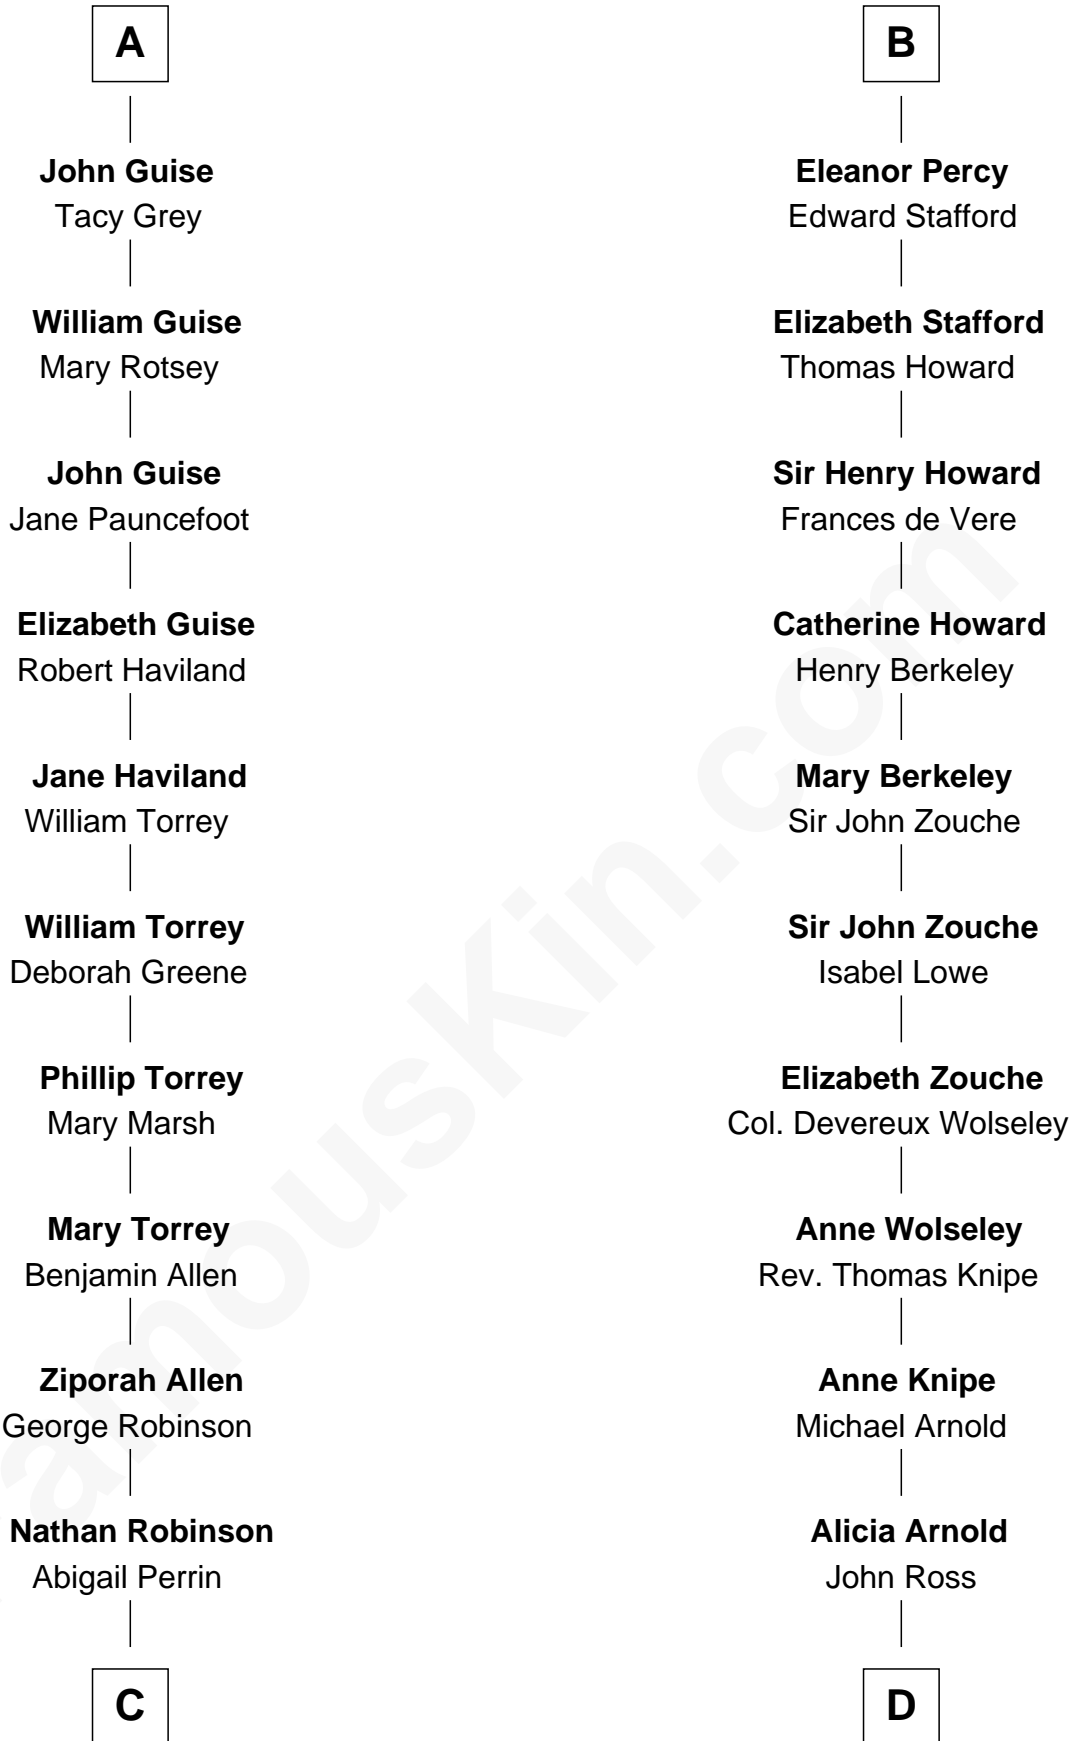 A
John Guise
Tacy Grey
William Guise
Mary Rotsey
John Guise
Jane Pauncefoot
Elizabeth Guise
Robert Haviland
Jane Haviland
William Torrey
William Torrey
Deborah Greene
Phillip Torrey
Mary Marsh
Mary Torrey
Benjamin Allen
Ziporah Allen
George Robinson
Nathan Robinson
Abigail Perrin
C
B
Eleanor Percy
Edward Stafford
Elizabeth Stafford
Thomas Howard
Sir Henry Howard
Frances de Vere
Catherine Howard
Henry Berkeley
Mary Berkeley
Sir John Zouche
Sir John Zouche
Isabel Lowe
Elizabeth Zouche
Col. Devereux Wolseley
Anne Wolseley
Rev. Thomas Knipe
Anne Knipe
Michael Arnold
Alicia Arnold
John Ross
D
amouskin.com